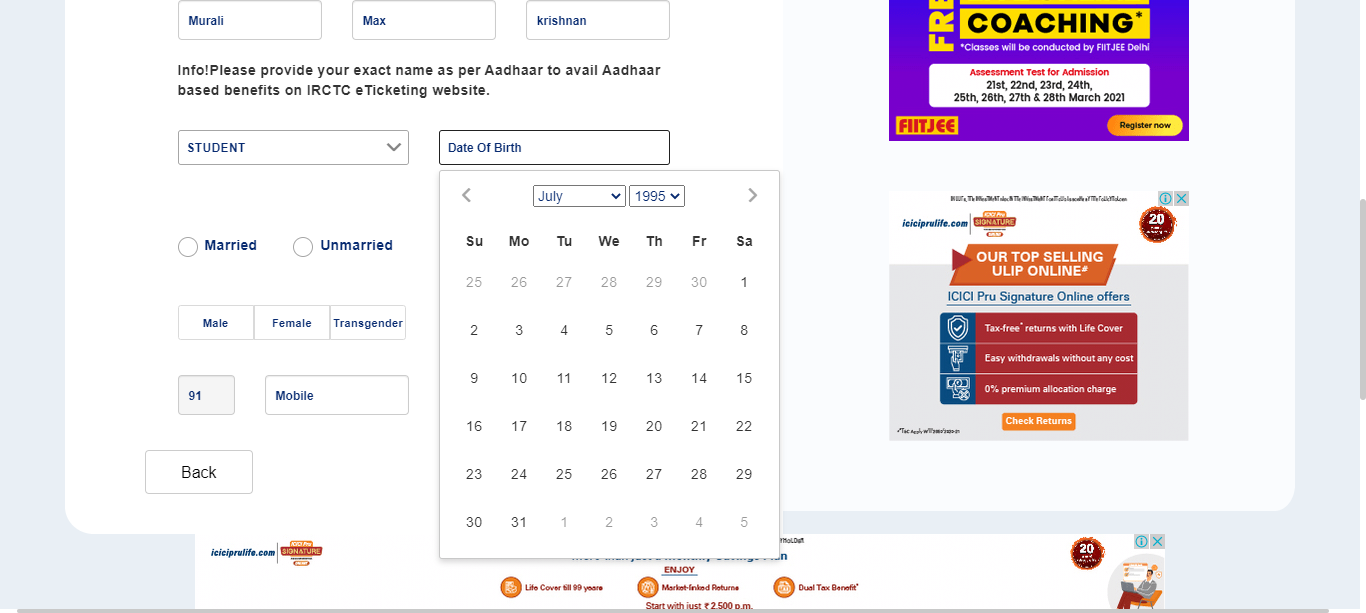 Murali
Max
krishnan
Info!Please provide your exact name as per Aadhaar to avail Aadhaar
based benefits on IRCTC eTicketing website.
STUDENT
Date Of Birth
July
1995
Su Mo Tu We Th Fr Sa
25 26 27 28 29 30 1
2 3 4 5 6 7 8
9 10 11 12 13 14 15
16 17 18 19 20 21 22
23 24 25 26 27 28 29
30 31 1 2 3 4 5
Married
Unmarried
Male
Female
Transgender
91
Mobile
Back
FREE
COACHING*
*Classes will be conducted by FIITJEE Delhi
Assessment Test for Admission
21st, 22nd, 23rd, 24th,
25th, 26th, 27th & 28th March 2021
FIITJEE
Register now
iciciprulife.com
ICICI Pru
SIGNATURE
20
OUR TOP SELLING
ULIP ONLINE#
ICICI Pru Signature Online offers
Tax-free^ returns with Life Cover
Easy withdrawals without any cost
0% premium allocation charge
Check Returns
iciciprulife.com
ICICI Pru
SIGNATURE
20
ENJOY
Life Cover till 99 years
Market-linked Returns
Dual Tax Benefit*
Start with just ₹ 2,500 p.m.